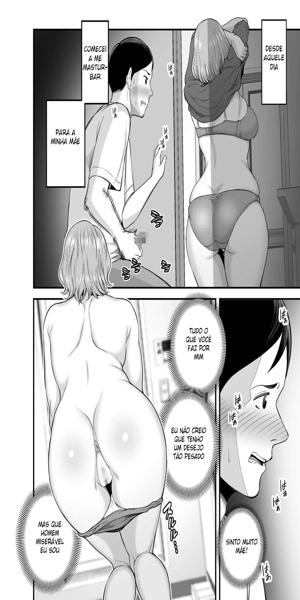 DESDE
AQUELE
DIA
COMECEI
A ME
MASTUR-
BAR
PARA A
MINHA MÃE
TUDO O
QUE VOCÊ
FAZ POR
MIM
EU NÃO CREIO
QUE TENHO
UM DESEJO
TÃO PESADO
MAS QUE
HOMEM
MISERÁVEL
EU SOU
SINTO MUITO
MÃE!